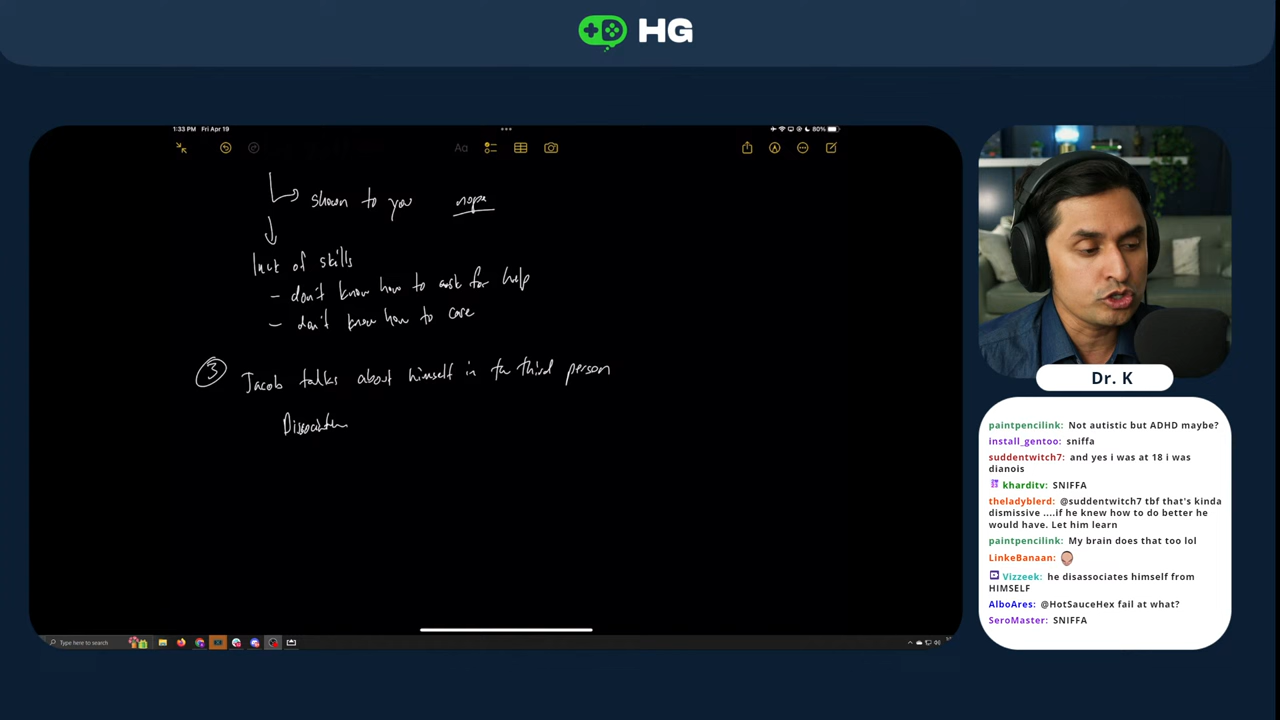 HG
1:33 PM Fri Apr 19
80%
Aa
shown to you nope
lack of skills
- don't know how to ask for help
- don't know how to care
3
Jacob talks about himself in the third person
Dissociation
Type here to search
Dr. K
paintpencilink: Not autistic but ADHD maybe?
install_gentoo: sniffa
suddentwitch7: and yes i was at 18 i was
dianois
kharditv: SNIFFA
theladyblerd: @suddentwitch7 tbf that's kinda
dismissive ....if he knew how to do better he
would have. Let him learn
paintpencilink: My brain does that too lol
LinkeBanaan:
Vizzeek: he disassociates himself from
HIMSELF
AlboAres: @HotSauceHex fail at what?
SeroMaster: SNIFFA